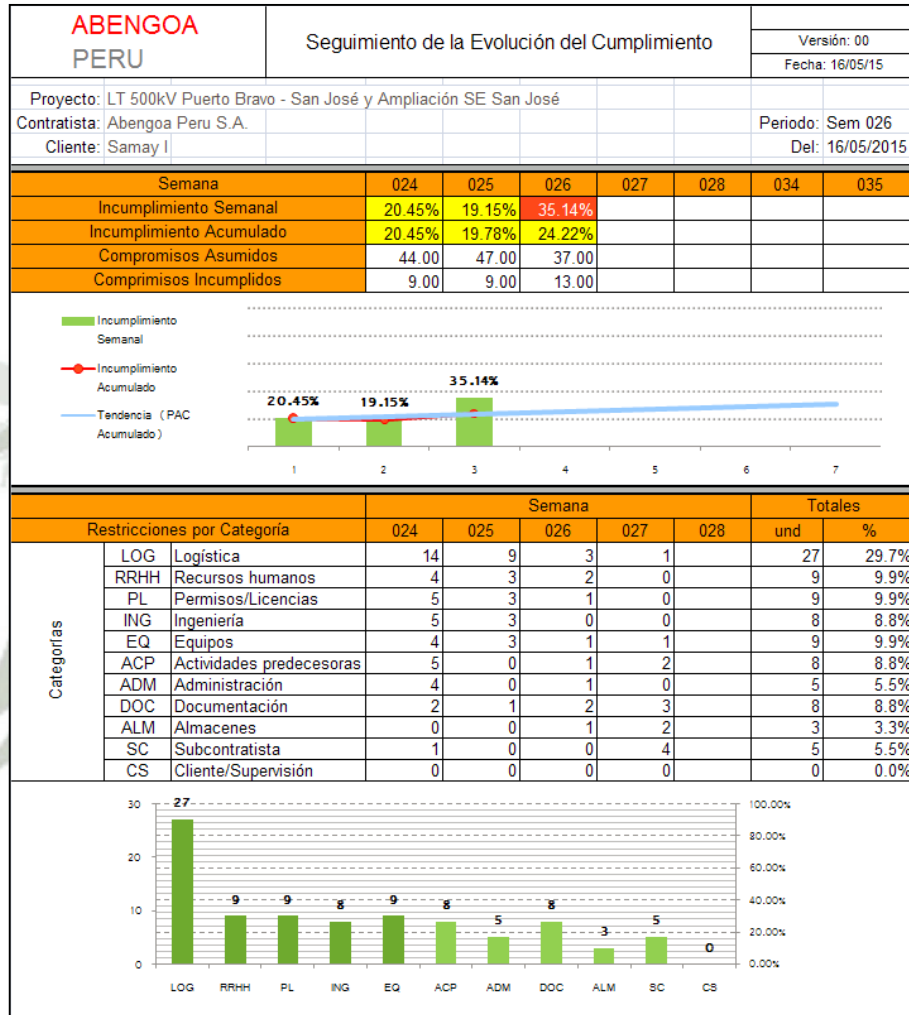 ABENGOA
PERU
Seguimiento de la Evolución del Cumplimiento
Versión: 00
Fecha: 16/05/15
Proyecto: LT 500kV Puerto Bravo - San José y Ampliación SE San José
Contratista: Abengoa Peru S.A. Periodo: Sem 026
Cliente: Samay I Del: 16/05/2015
Semana 024 025 026 027 028 034 035
Incumplimiento Semanal 20.45% 19.15% 35.14%
Incumplimiento Acumulado 20.45% 19.78% 24.22%
Compromisos Asumidos 44.00 47.00 37.00
Comprimisos Incumplidos 9.00 9.00 13.00
Incumplimiento
Semanal
Incumplimiento
Acumulado
Tendencia (PAC
Acumulado)
20.45% 19.15% 35.14%
1 2 3 4 5 6 7
Semana Totales
Restricciones por Categoría 024 025 026 027 028 und %
Categorías
LOG Logística 14 9 3 1 27 29.7%
RRHH Recursos humanos 4 3 2 0 9 9.9%
PL Permisos/Licencias 5 3 1 0 9 9.9%
ING Ingeniería 5 3 0 0 8 8.8%
EQ Equipos 4 3 1 1 9 9.9%
ACP Actividades predecesoras 5 0 1 2 8 8.8%
ADM Administración 4 0 1 0 5 5.5%
DOC Documentación 2 1 2 3 8 8.8%
ALM Almacenes 0 0 1 2 3 3.3%
SC Subcontratista 1 0 0 4 5 5.5%
CS Cliente/Supervisión 0 0 0 0 0 0.0%
30 100.00%
80.00%
20 60.00%
10 40.00%
20.00%
0 0.00%
27 9 9 8 9 8 5 8 3 5 0
LOG RRHH PL ING EQ ACP ADM DOC ALM SC CS